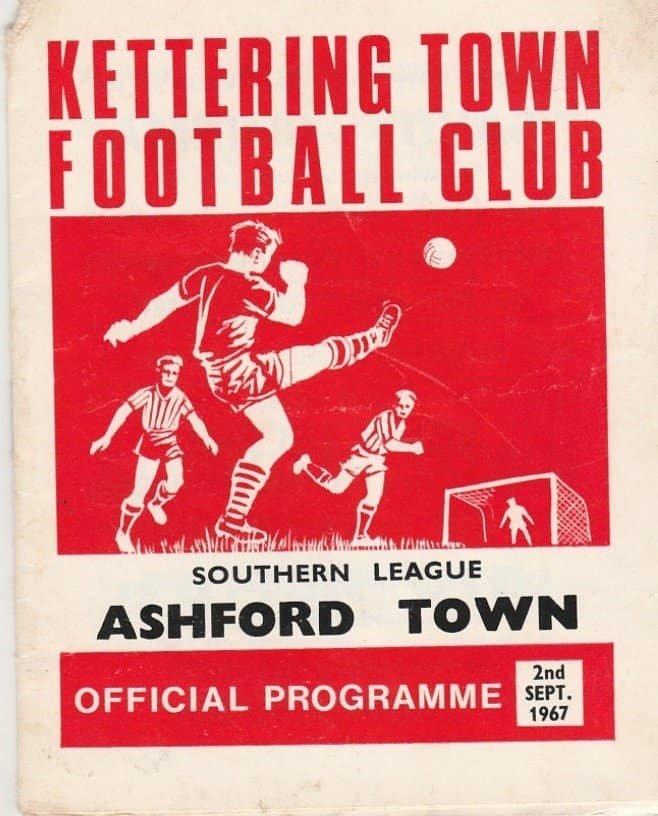 KETTERING TOWN
FOOTBALL CLUB
SOUTHERN LEAGUE
ASHFORD TOWN
OFFICIAL PROGRAMME
2nd
SEPT.
1967